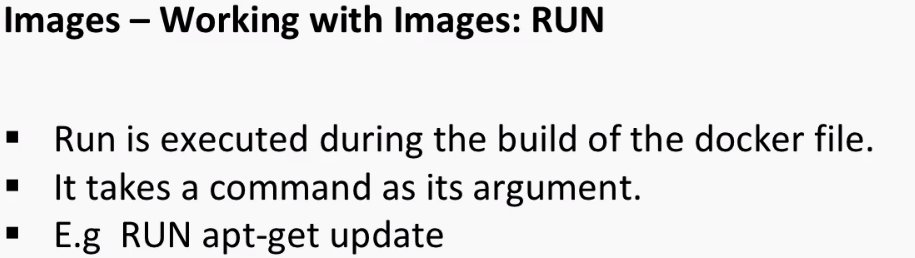 Images – Working with Images: RUN
▪ Run is executed during the build of the docker file.
▪ It takes a command as its argument.
▪ E.g  RUN apt-get update